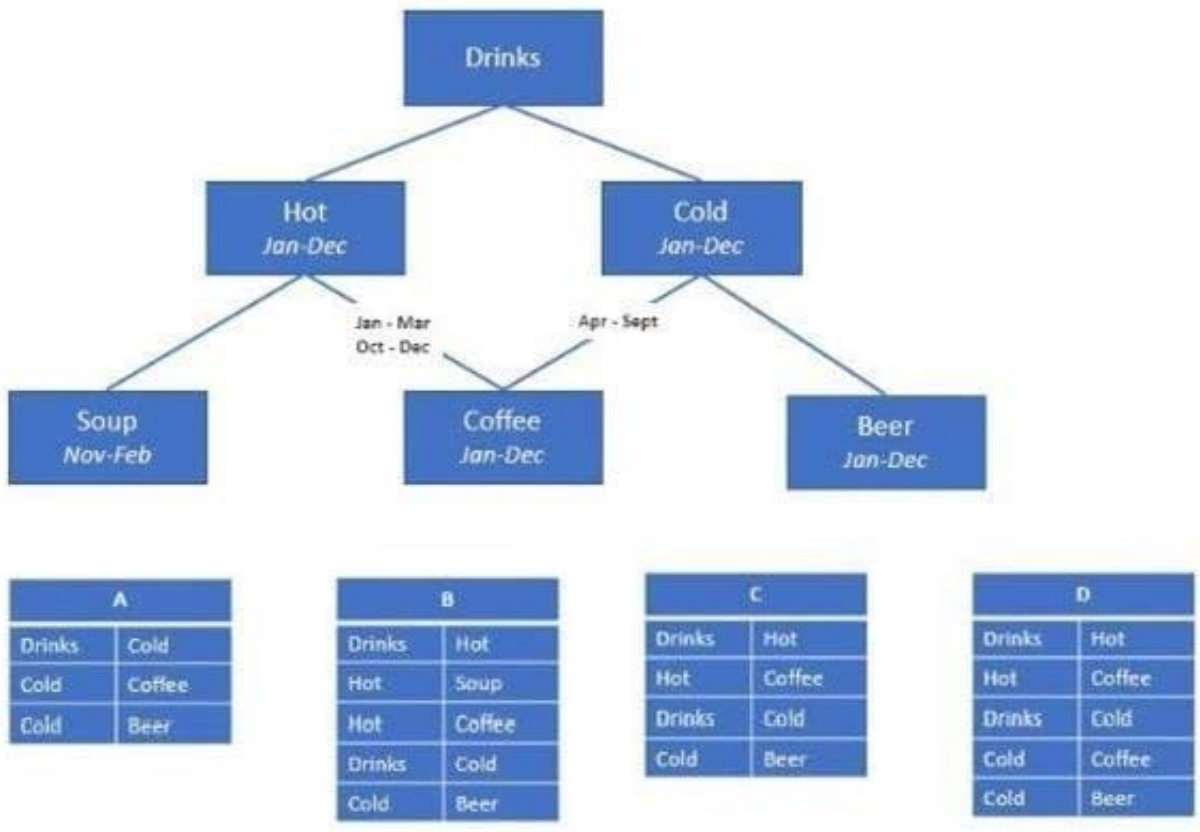 Drinks
Hot
Jan-Dec
Cold
Jan-Dec
Jan - Mar
Oct - Dec
Apr - Sept
Soup
Nov-Feb
Coffee
Jan-Dec
Beer
Jan-Dec
A
Drinks Cold
Cold Coffee
Cold Beer
B
Drinks Hot
Hot Soup
Hot Coffee
Drinks Cold
Cold Beer
C
Drinks Hot
Hot Coffee
Drinks Cold
Cold Beer
D
Drinks Hot
Hot Coffee
Drinks Cold
Cold Coffee
Cold Beer